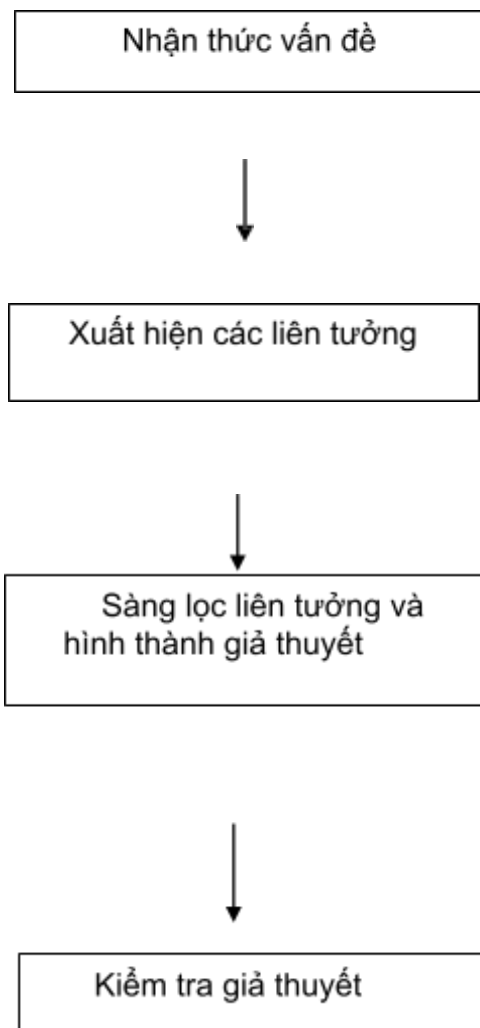 Nhận thức vấn đề
Xuất hiện các liên tưởng
Sàng lọc liên tưởng và
hình thành giả thuyết
Kiểm tra giả thuyết